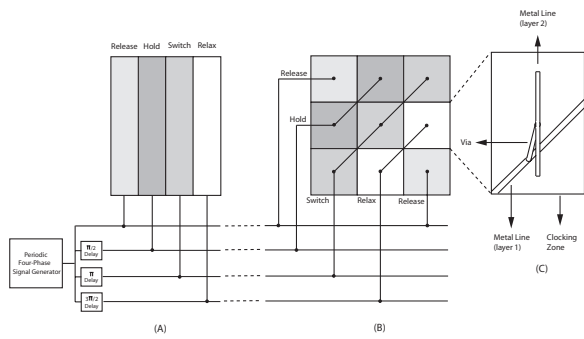 Release Hold Switch Relax
Periodic
Four-Phase
Signal Generator
π/2
Delay
π
Delay
3π/2
Delay
(A)
Release
Hold
Switch
Relax
Release
(B)
Metal Line
(layer 2)
Via
Metal Line
(layer 1)
Clocking
Zone
(C)